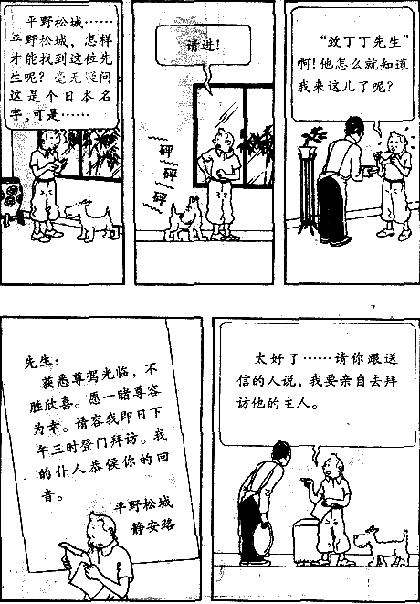 平野松城……
平野松城，怎样
才能找到这位先
生呢？毫无疑问
这是个日本名
字，可是……
请进！
砰
砰
砰
“致丁丁先生”
啊！他怎么就知道
我来这儿了呢？
先生：
获悉尊驾光临，不
胜欣喜。愿一睹尊容
为幸。请容我即日下
午三时登门拜访。我
的仆人恭候你的回
音。
平野松城
静安路
太好了……请你跟送
信的人说，我要亲自去拜
访他的主人。